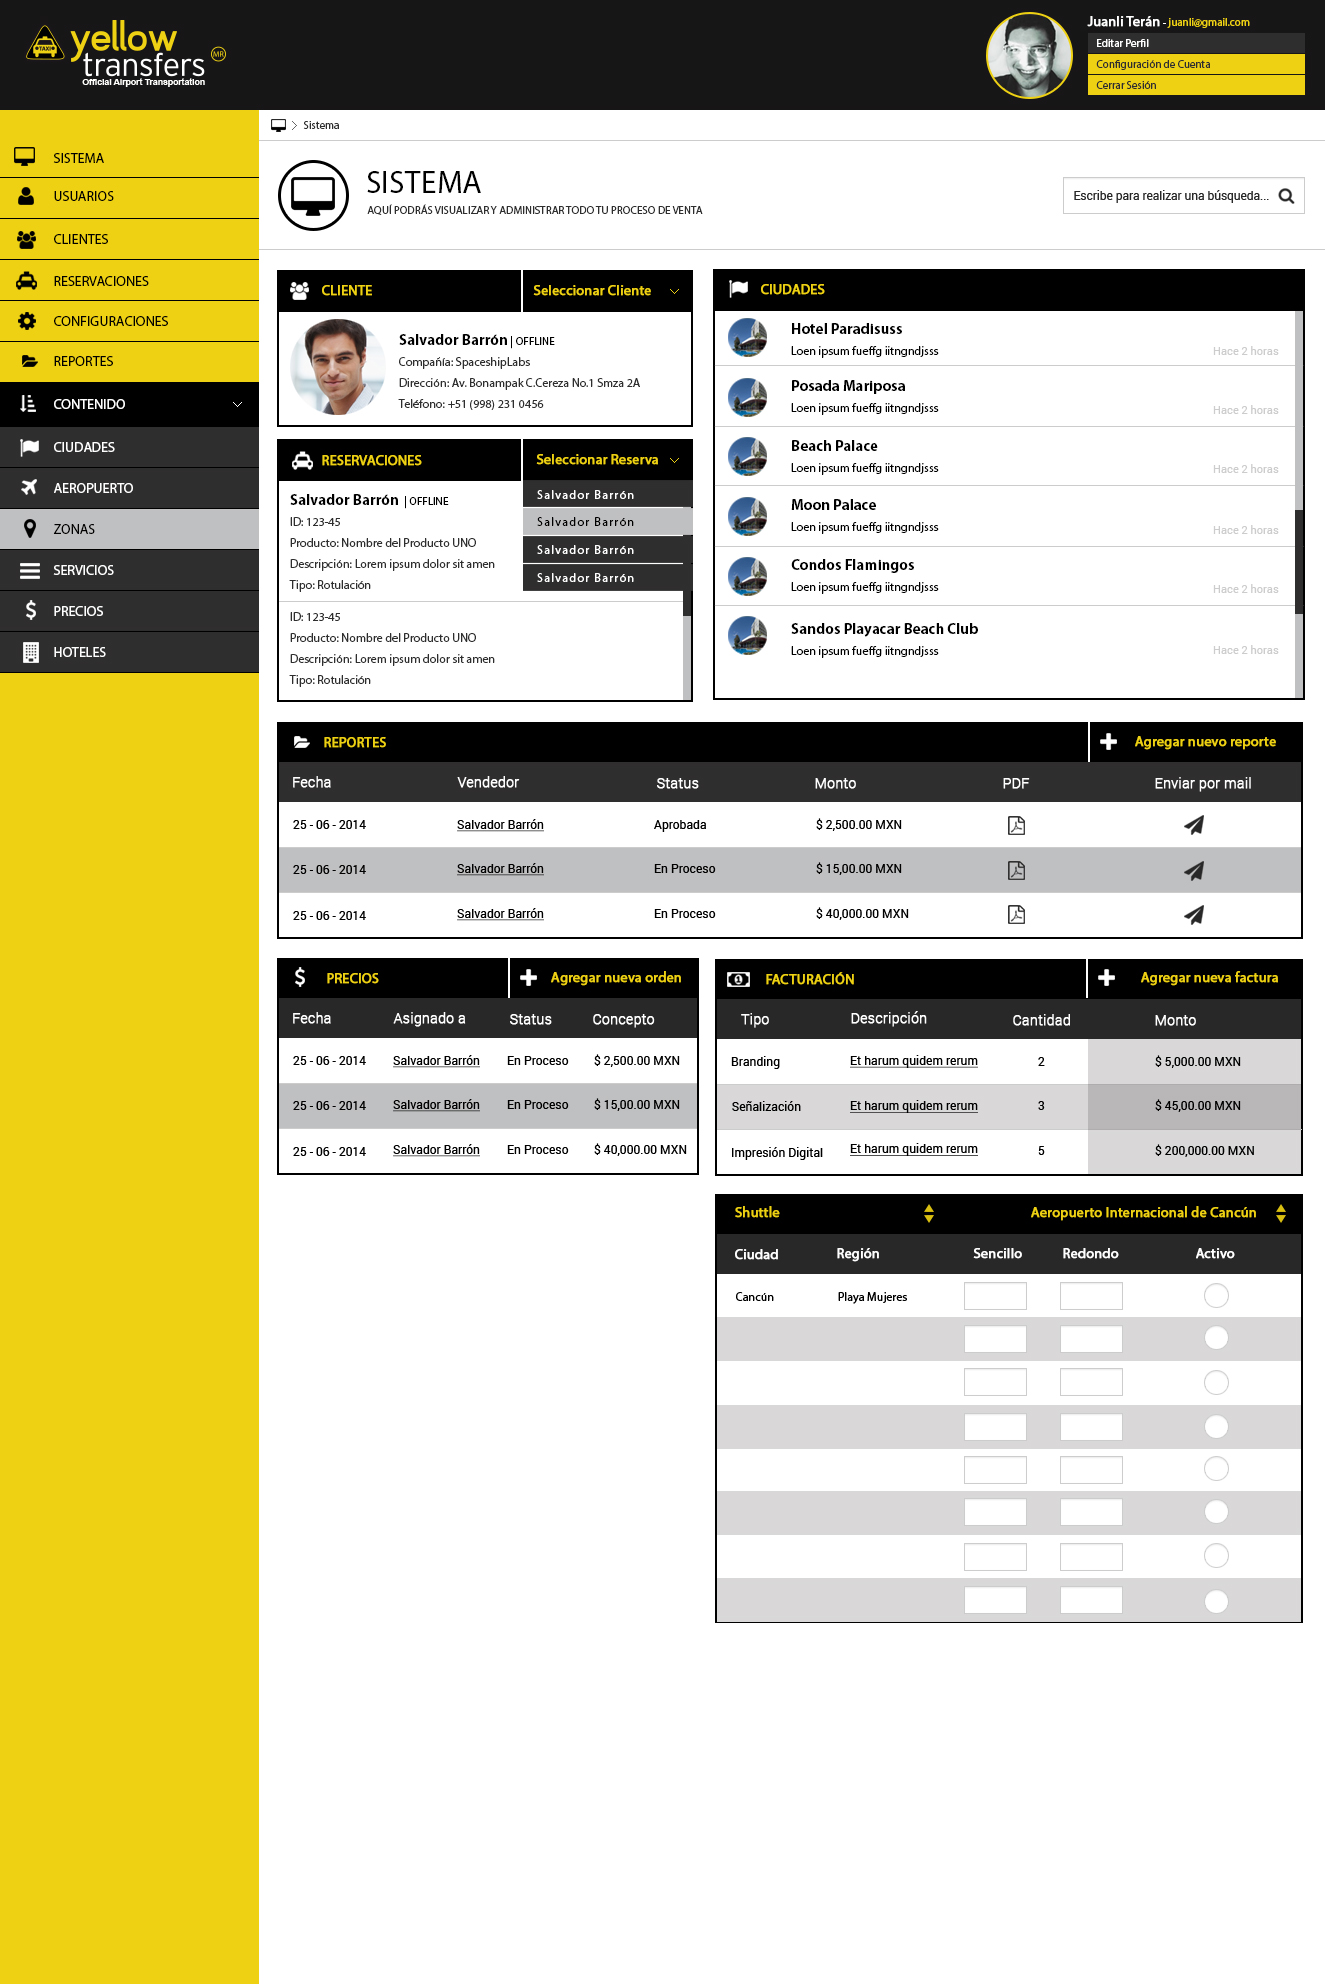 yellow
transfers
Official Airport Transportation
TAXI
MR
Juanli Terán - juanli@gmail.com
Editar Perfil
Configuración de Cuenta
Cerrar Sesión
SISTEMA
USUARIOS
CLIENTES
RESERVACIONES
CONFIGURACIONES
REPORTES
CONTENIDO
CIUDADES
AEROPUERTO
ZONAS
SERVICIOS
PRECIOS
HOTELES
Sistema
SISTEMA
AQUÍ PODRÁS VISUALIZAR Y ADMINISTRAR TODO TU PROCESO DE VENTA
Escribe para realizar una búsqueda...
CLIENTE
Seleccionar Cliente
Salvador Barrón | OFFLINE
Compañía: SpaceshipLabs
Dirección: Av. Bonampak C.Cereza No.1 Smza 2A
Teléfono: +51 (998) 231 0456
RESERVACIONES
Seleccionar Reserva
Salvador Barrón
Salvador Barrón
Salvador Barrón
Salvador Barrón
Salvador Barrón | OFFLINE
ID: 123-45
Producto: Nombre del Producto UNO
Descripción: Lorem ipsum dolor sit amen
Tipo: Rotulación
ID: 123-45
Producto: Nombre del Producto UNO
Descripción: Lorem ipsum dolor sit amen
Tipo: Rotulación
CIUDADES
Hotel Paradisuss
Loen ipsum fueffg iitngndjsss
Hace 2 horas
Posada Mariposa
Loen ipsum fueffg iitngndjsss
Hace 2 horas
Beach Palace
Loen ipsum fueffg iitngndjsss
Hace 2 horas
Moon Palace
Loen ipsum fueffg iitngndjsss
Hace 2 horas
Condos Flamingos
Loen ipsum fueffg iitngndjsss
Hace 2 horas
Sandos Playacar Beach Club
Loen ipsum fueffg iitngndjsss
Hace 2 horas
REPORTES
Agregar nuevo reporte
Fecha Vendedor Status Monto PDF Enviar por mail
25 - 06 - 2014 Salvador Barrón Aprobada $ 2,500.00 MXN
25 - 06 - 2014 Salvador Barrón En Proceso $ 15,00.00 MXN
25 - 06 - 2014 Salvador Barrón En Proceso $ 40,000.00 MXN
PRECIOS
Agregar nueva orden
Fecha Asignado a Status Concepto
25 - 06 - 2014 Salvador Barrón En Proceso $ 2,500.00 MXN
25 - 06 - 2014 Salvador Barrón En Proceso $ 15,00.00 MXN
25 - 06 - 2014 Salvador Barrón En Proceso $ 40,000.00 MXN
FACTURACIÓN
Agregar nueva factura
Tipo Descripción Cantidad Monto
Branding Et harum quidem rerum 2 $ 5,000.00 MXN
Señalización Et harum quidem rerum 3 $ 45,00.00 MXN
Impresión Digital Et harum quidem rerum 5 $ 200,000.00 MXN
Shuttle
Aeropuerto Internacional de Cancún
Ciudad Región Sencillo Redondo Activo
Cancún Playa Mujeres